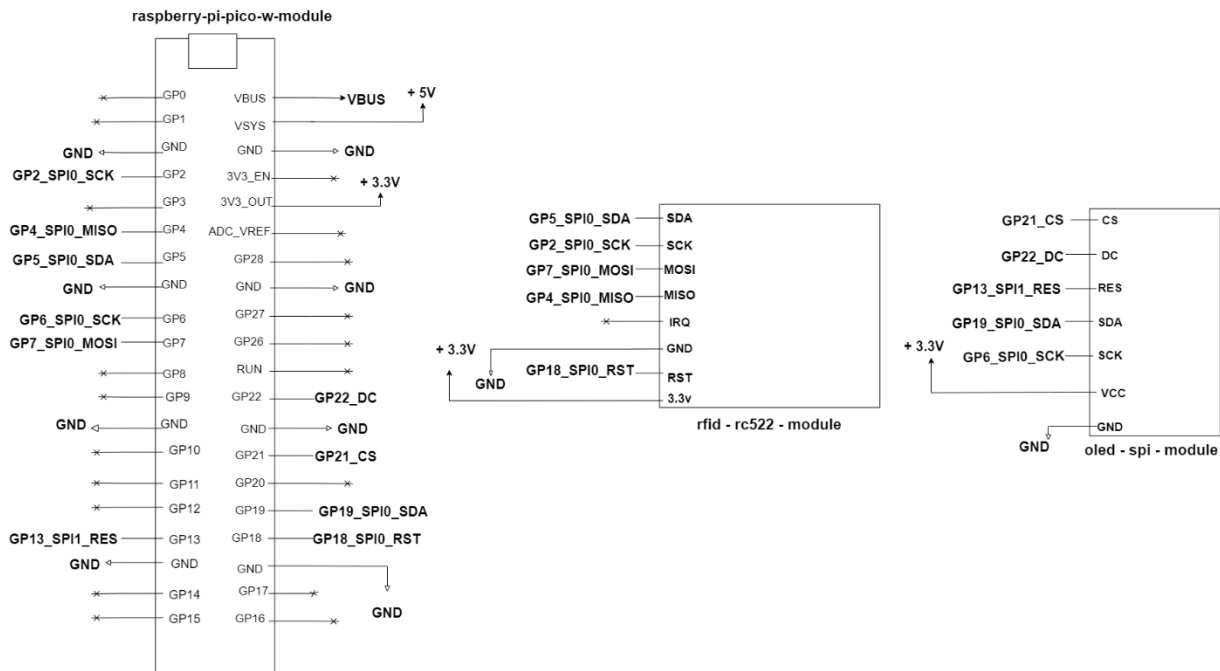 raspberry-pi-pico-w-module
GP0
VBUS
VBUS
+ 5V
GP1
VSYS
GND
GND
GND
GND
GP2_SPI0_SCK
GP2
3V3_EN
+ 3.3V
GP3
3V3_OUT
GP4_SPI0_MISO
GP4
ADC_VREF
GP5_SPI0_SDA
GP5
GP28
GND
GND
GND
GND
GP6_SPI0_SCK
GP6
GP27
GP7_SPI0_MOSI
GP7
GP26
GP8
RUN
GP9
GP22
GP22_DC
GND
GND
GND
GND
GP10
GP21
GP21_CS
GP11
GP20
GP12
GP19
GP19_SPI0_SDA
GP13_SPI1_RES
GP13
GP18
GP18_SPI0_RST
GND
GND
GND
GND
GP14
GP17
GP15
GP16
GP5_SPI0_SDA
SDA
GP2_SPI0_SCK
SCK
GP7_SPI0_MOSI
MOSI
GP4_SPI0_MISO
MISO
IRQ
+ 3.3V
GND
GND
GP18_SPI0_RST
RST
3.3v
rfid - rc522 - module
GP21_CS
CS
GP22_DC
DC
GP13_SPI1_RES
RES
GP19_SPI0_SDA
SDA
+ 3.3V
GP6_SPI0_SCK
SCK
VCC
GND
GND
oled - spi - module